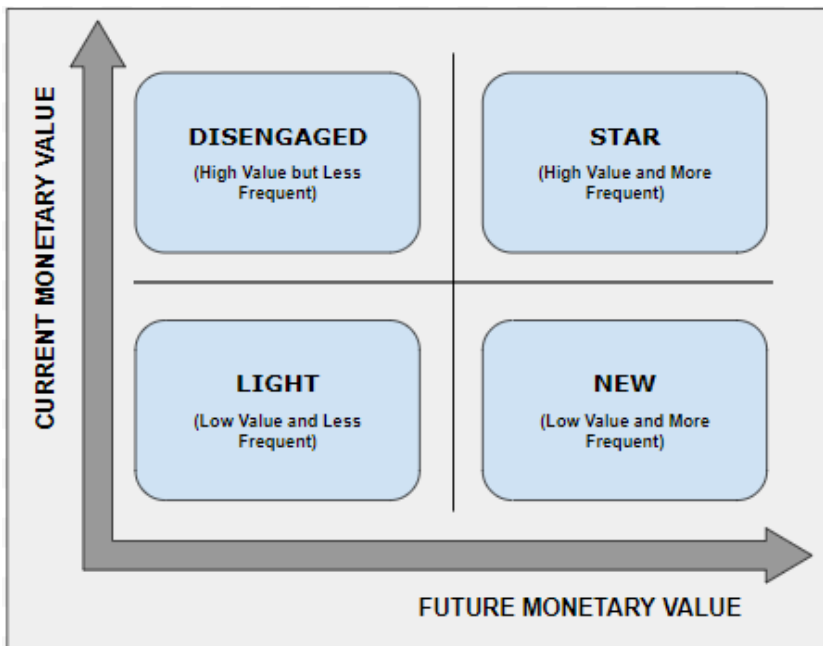 CURRENT MONETARY VALUE
DISENGAGED
(High Value but Less
Frequent)
STAR
(High Value and More
Frequent)
LIGHT
(Low Value and Less
Frequent)
NEW
(Low Value and More
Frequent)
FUTURE MONETARY VALUE